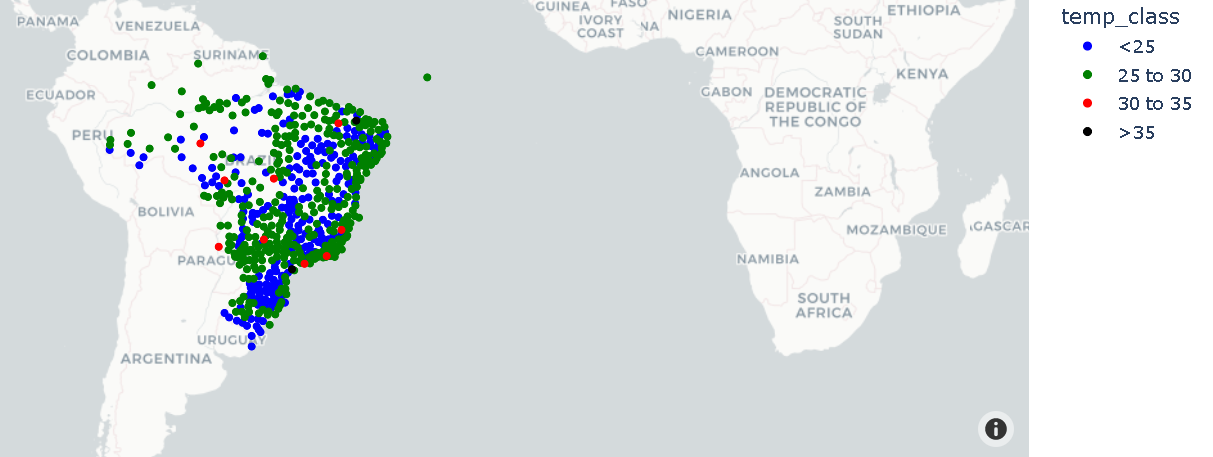 PANAMA
VENEZUELA
COLOMBIA
SURINAME
ECUADOR
PERU
BRAZIL
BOLIVIA
PARAGU
URUGUAY
ARGENTINA
GUINEA
FASO
IVORY
COAST
NA
NIGERIA
ETHIOPIA
SOUTH
SUDAN
CAMEROON
KENYA
GABON
DEMOCRATIC
REPUBLIC OF
THE CONGO
ANGOLA
ZAMBIA
MOZAMBIQUE
AGASCAR
NAMIBIA
SOUTH
AFRICA
temp_class
<25
25 to 30
30 to 35
>35